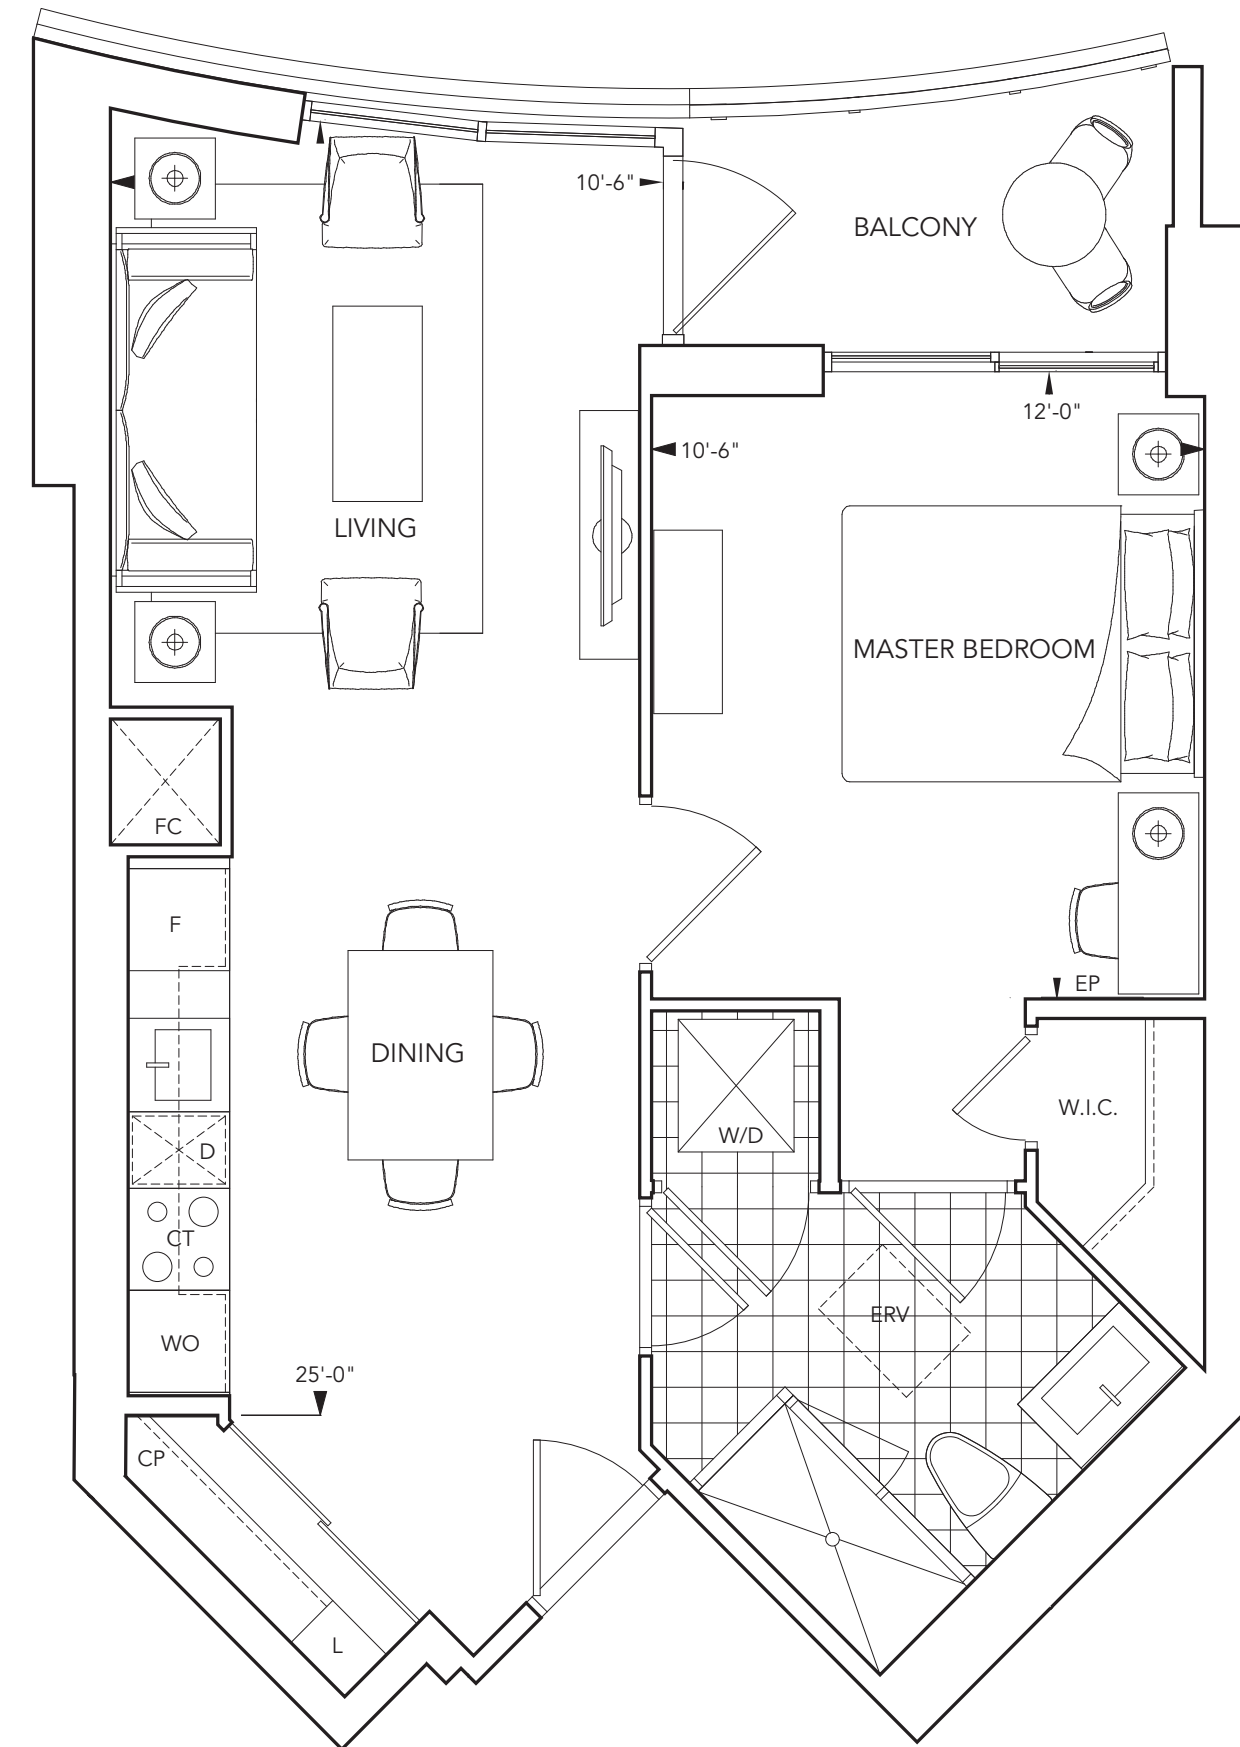 10'-6"
BALCONY
12'-0"
10'-6"
LIVING
MASTER BEDROOM
FC
F
EP
DINING
W.I.C.
W/D
D
CT
ERV
WO
25'-0"
CP
L